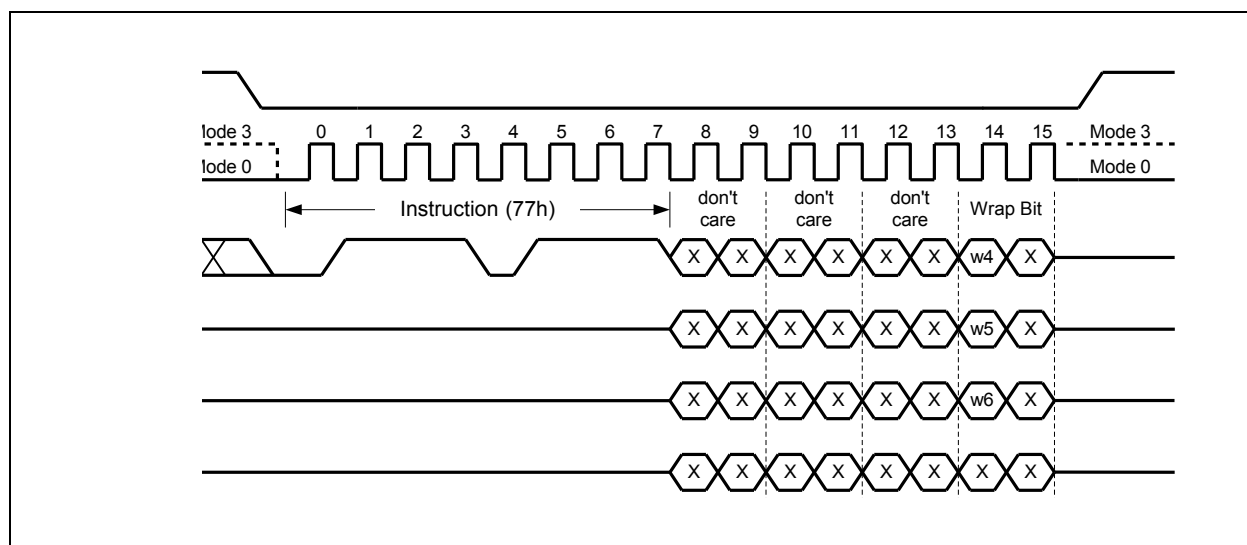 Mode 3 0 1 2 3 4 5 6 7 8 9 10 11 12 13 14 15 Mode 3
Mode 0 Mode 0
Instruction (77h) don't care don't care don't care Wrap Bit
X X X X X X X w4 X
X X X X X X w5 X
X X X X X X w6 X
X X X X X X X X